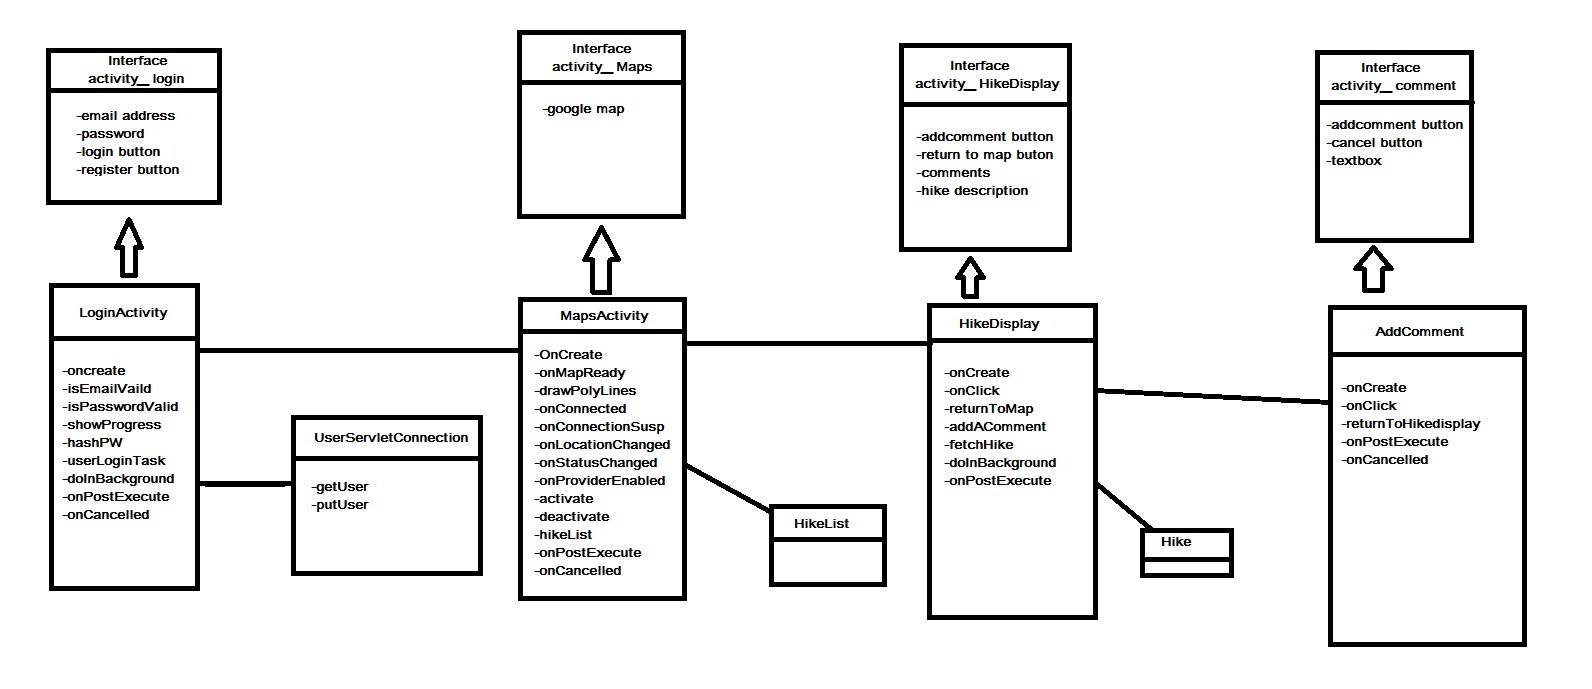 Interface
activity__ login
-email address
-password
-login button
-register button
Interface
activity__ Maps
-google map
Interface
activity__ HikeDisplay
-addcomment button
-return to map buton
-comments
-hike description
Interface
activity__ comment
-addcomment button
-cancel button
-textbox
LoginActivity
-oncreate
-isEmailVaild
-isPasswordValid
-showProgress
-hashPW
-userLoginTask
-doInBackground
-onPostExecute
-onCancelled
UserServletConnection
-getUser
-putUser
MapsActivity
-OnCreate
-onMapReady
-drawPolyLines
-onConnected
-onConnectionSusp
-onLocationChanged
-onStatusChanged
-onProviderEnabled
-activate
-deactivate
-hikeList
-onPostExecute
-onCancelled
HikeList
HikeDisplay
-onCreate
-onClick
-returnToMap
-addAComment
-fetchHike
-doInBackground
-onPostExecute
Hike
AddComment
-onCreate
-onClick
-returnToHikedisplay
-onPostExecute
-onCancelled